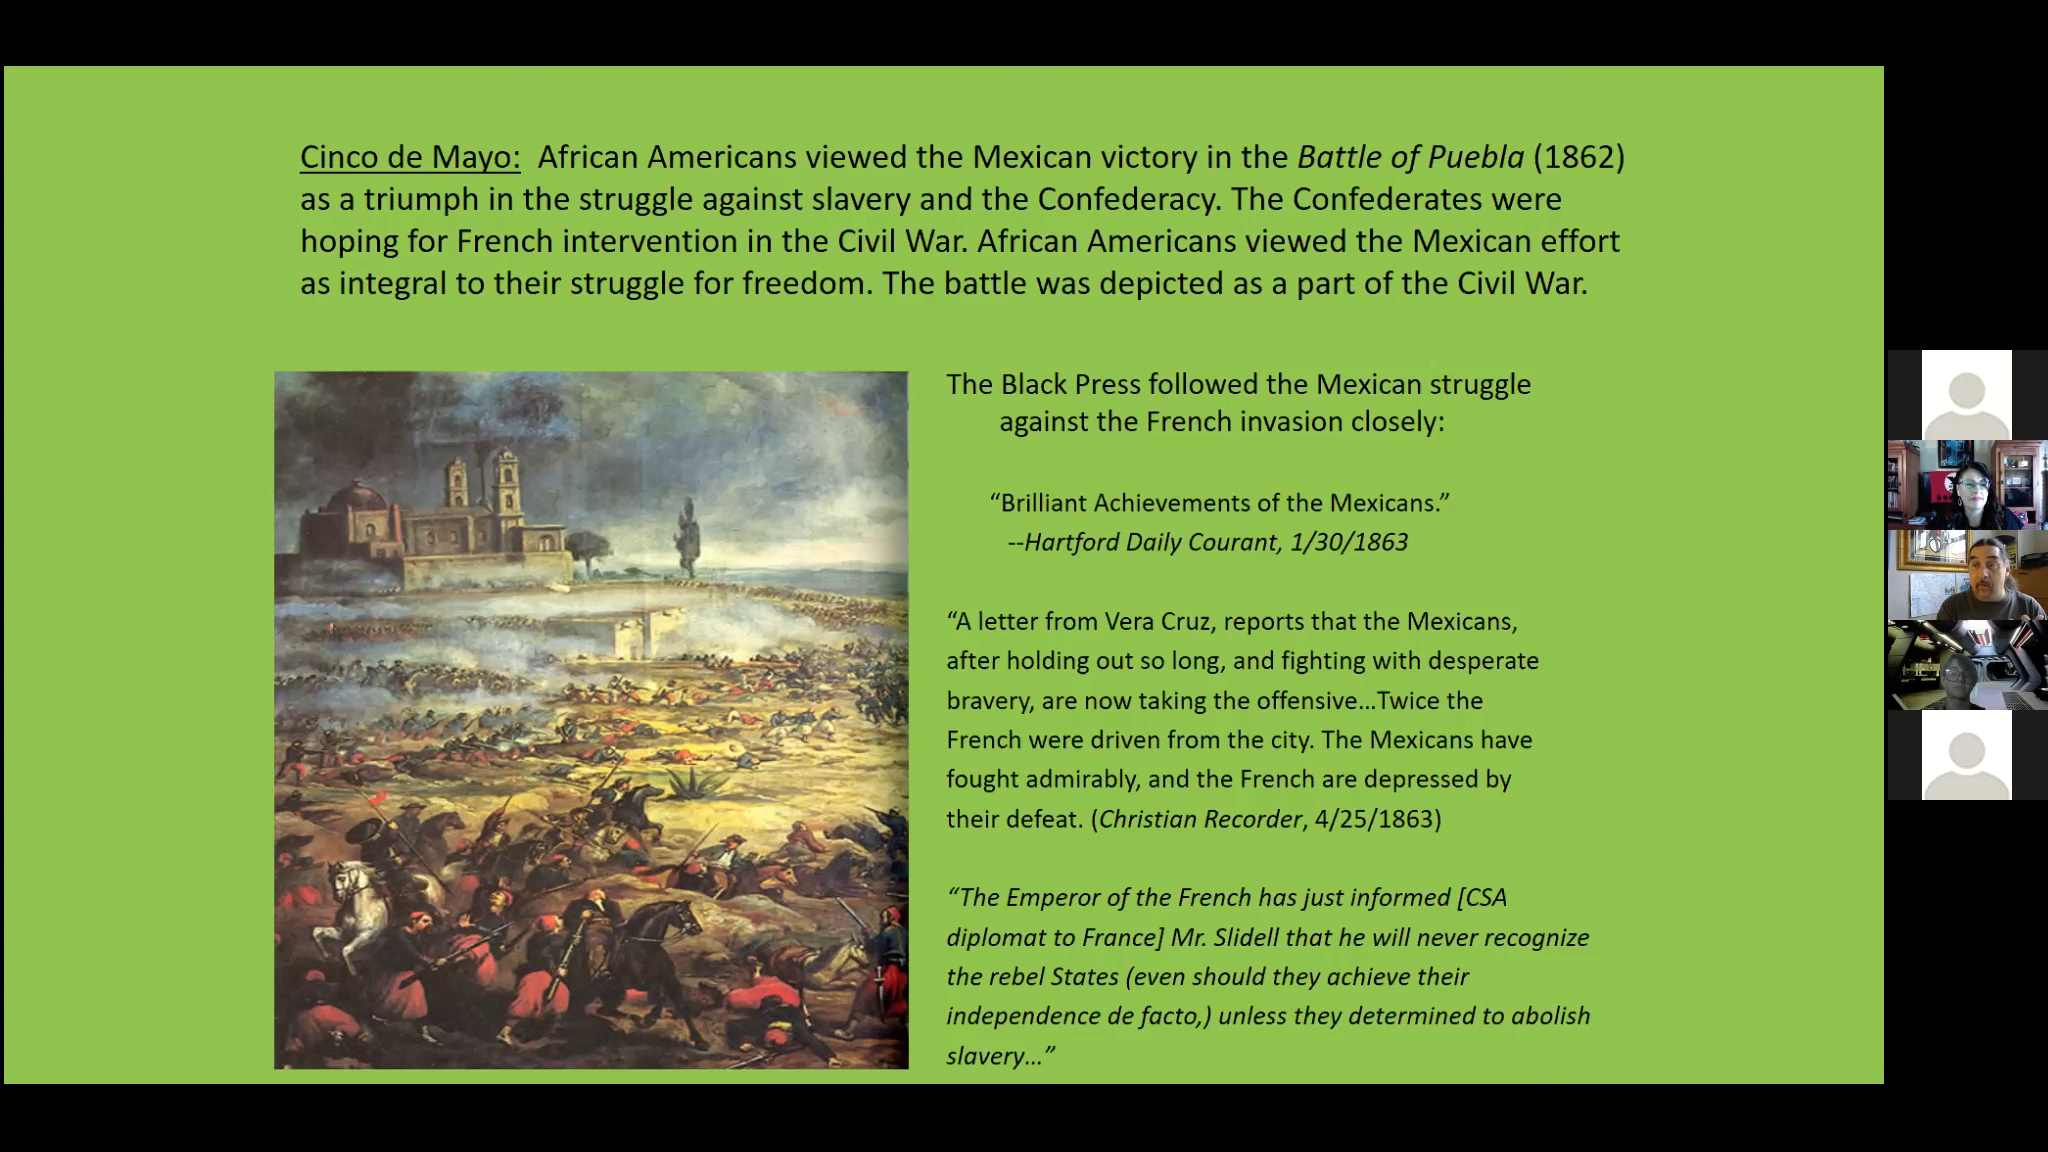 Cinco de Mayo: African Americans viewed the Mexican victory in the Battle of Puebla (1862)
as a triumph in the struggle against slavery and the Confederacy. The Confederates were
hoping for French intervention in the Civil War. African Americans viewed the Mexican effort
as integral to their struggle for freedom. The battle was depicted as a part of the Civil War.
The Black Press followed the Mexican struggle
against the French invasion closely:
“Brilliant Achievements of the Mexicans.”
--Hartford Daily Courant, 1/30/1863
“A letter from Vera Cruz, reports that the Mexicans,
after holding out so long, and fighting with desperate
bravery, are now taking the offensive…Twice the
French were driven from the city. The Mexicans have
fought admirably, and the French are depressed by
their defeat. (Christian Recorder, 4/25/1863)
“The Emperor of the French has just informed [CSA
diplomat to France] Mr. Slidell that he will never recognize
the rebel States (even should they achieve their
independence de facto,) unless they determined to abolish
slavery…”